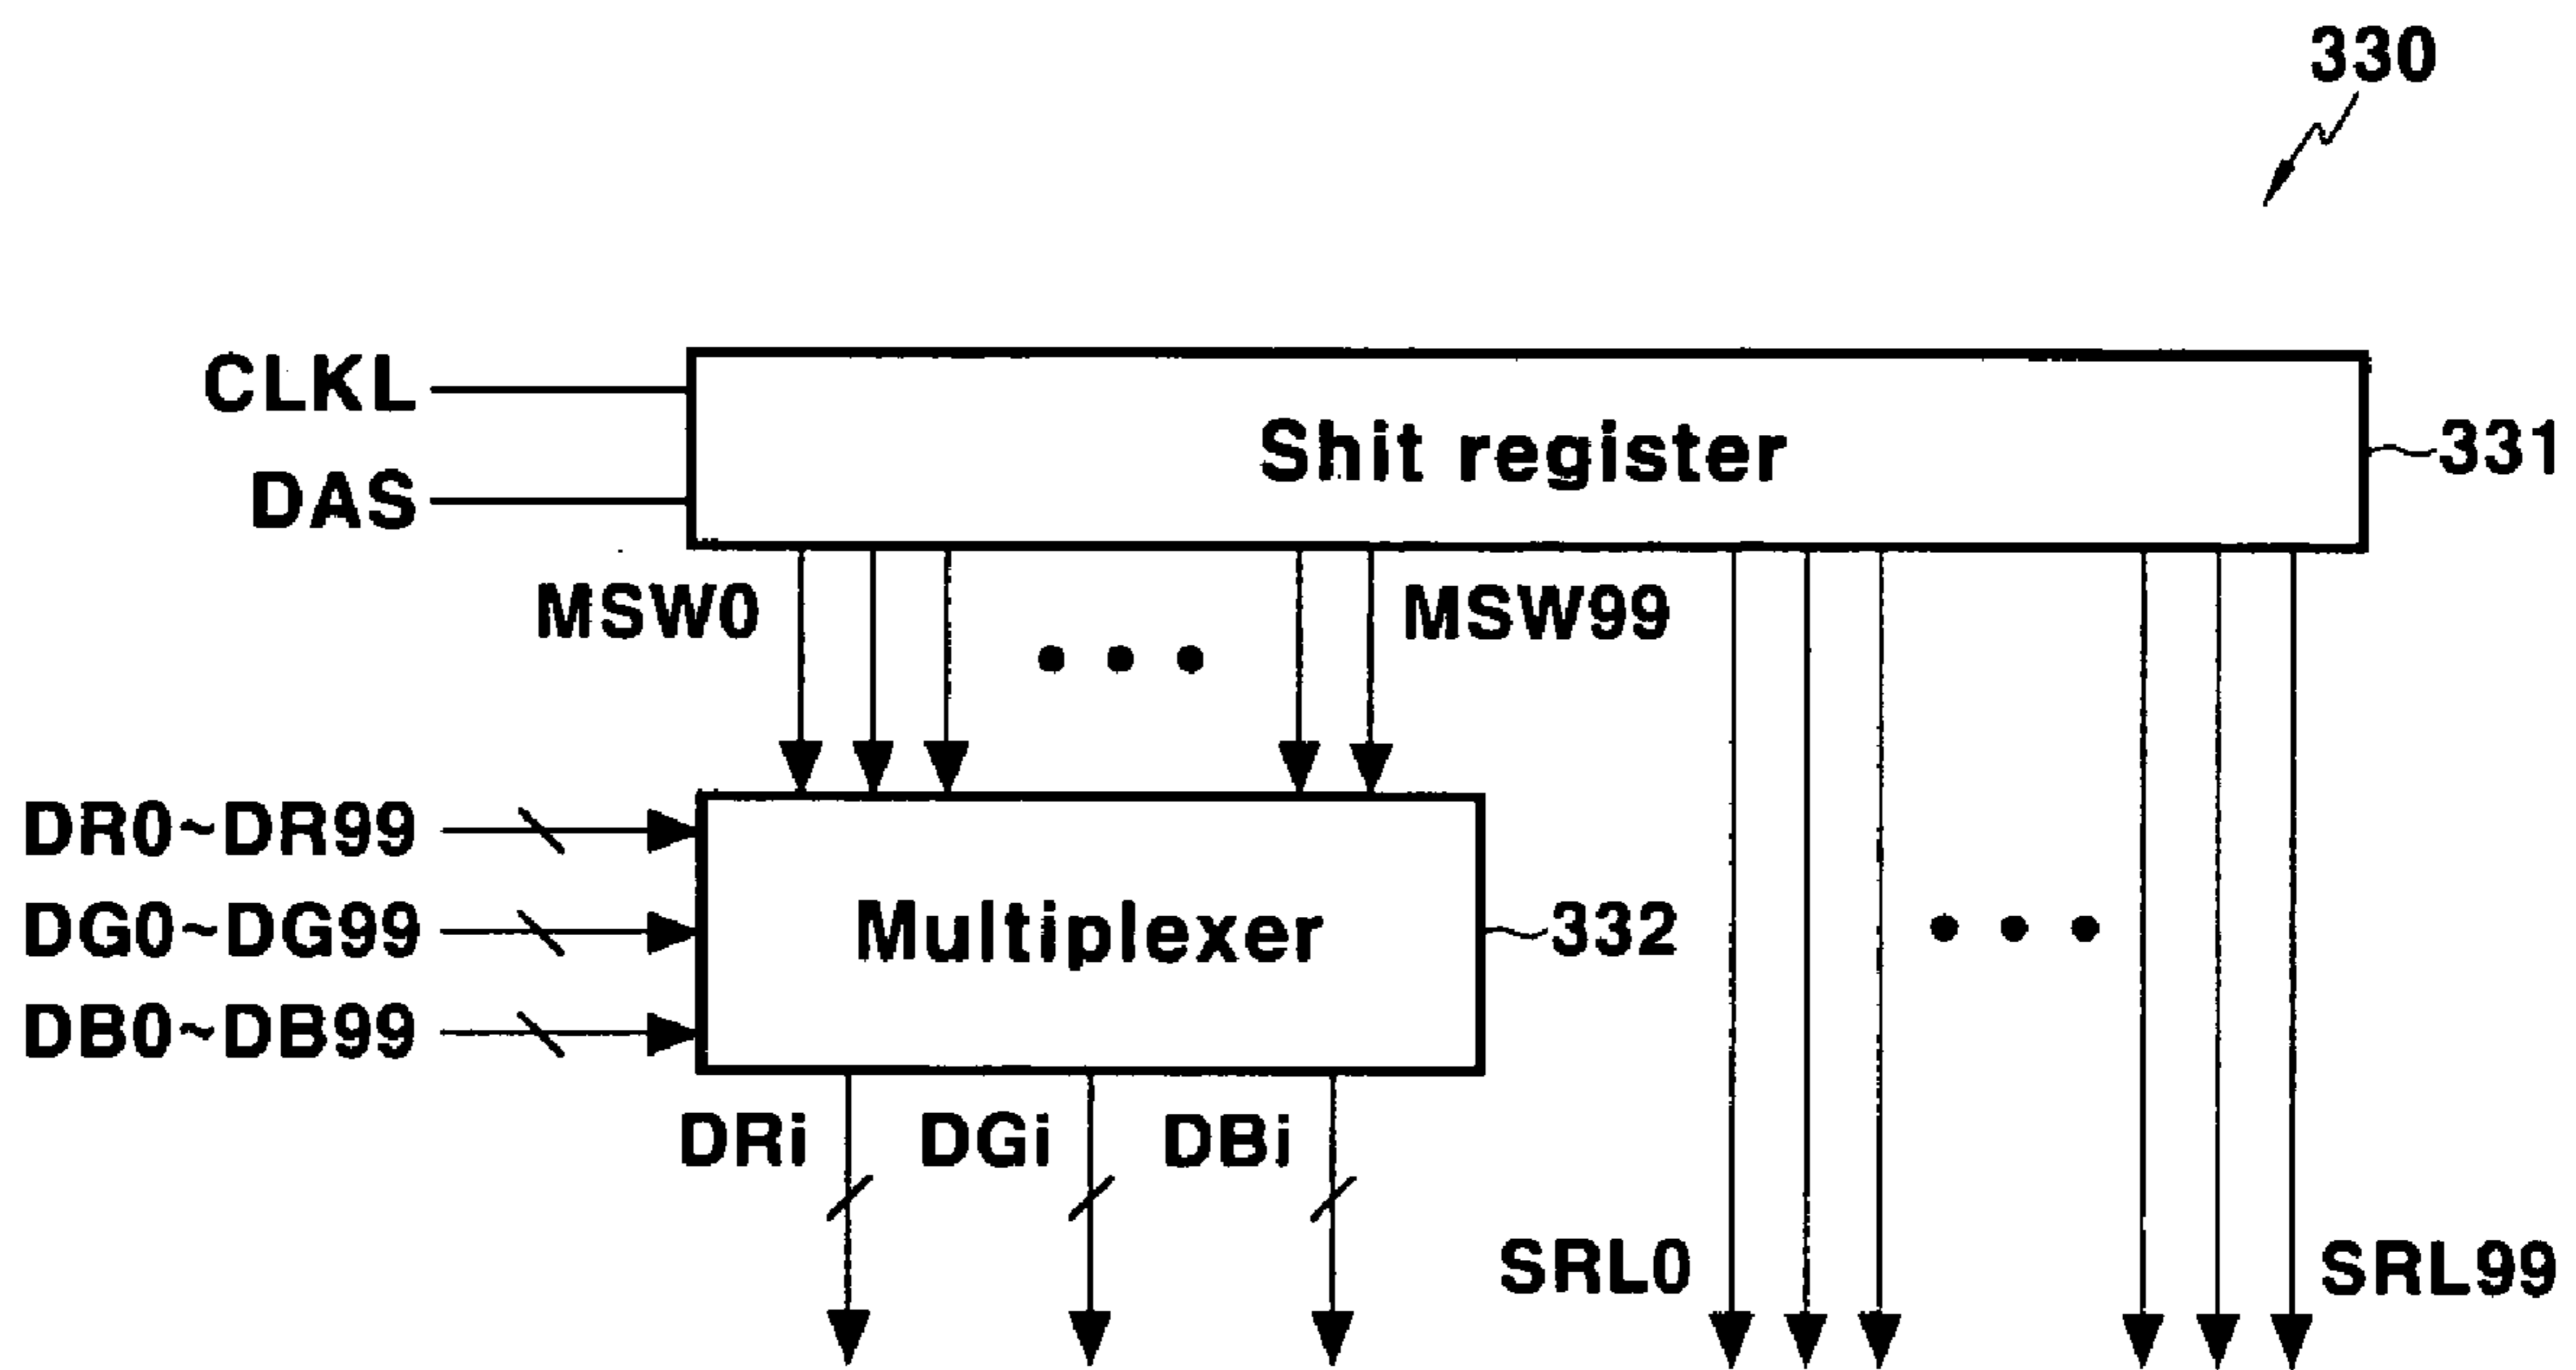 330
CLKL
DAS
Shit register
331
MSW0
MSW99
DR0~DR99
DG0~DG99
DB0~DB99
Multiplexer
332
DRi
DGi
DBi
SRL0
SRL99